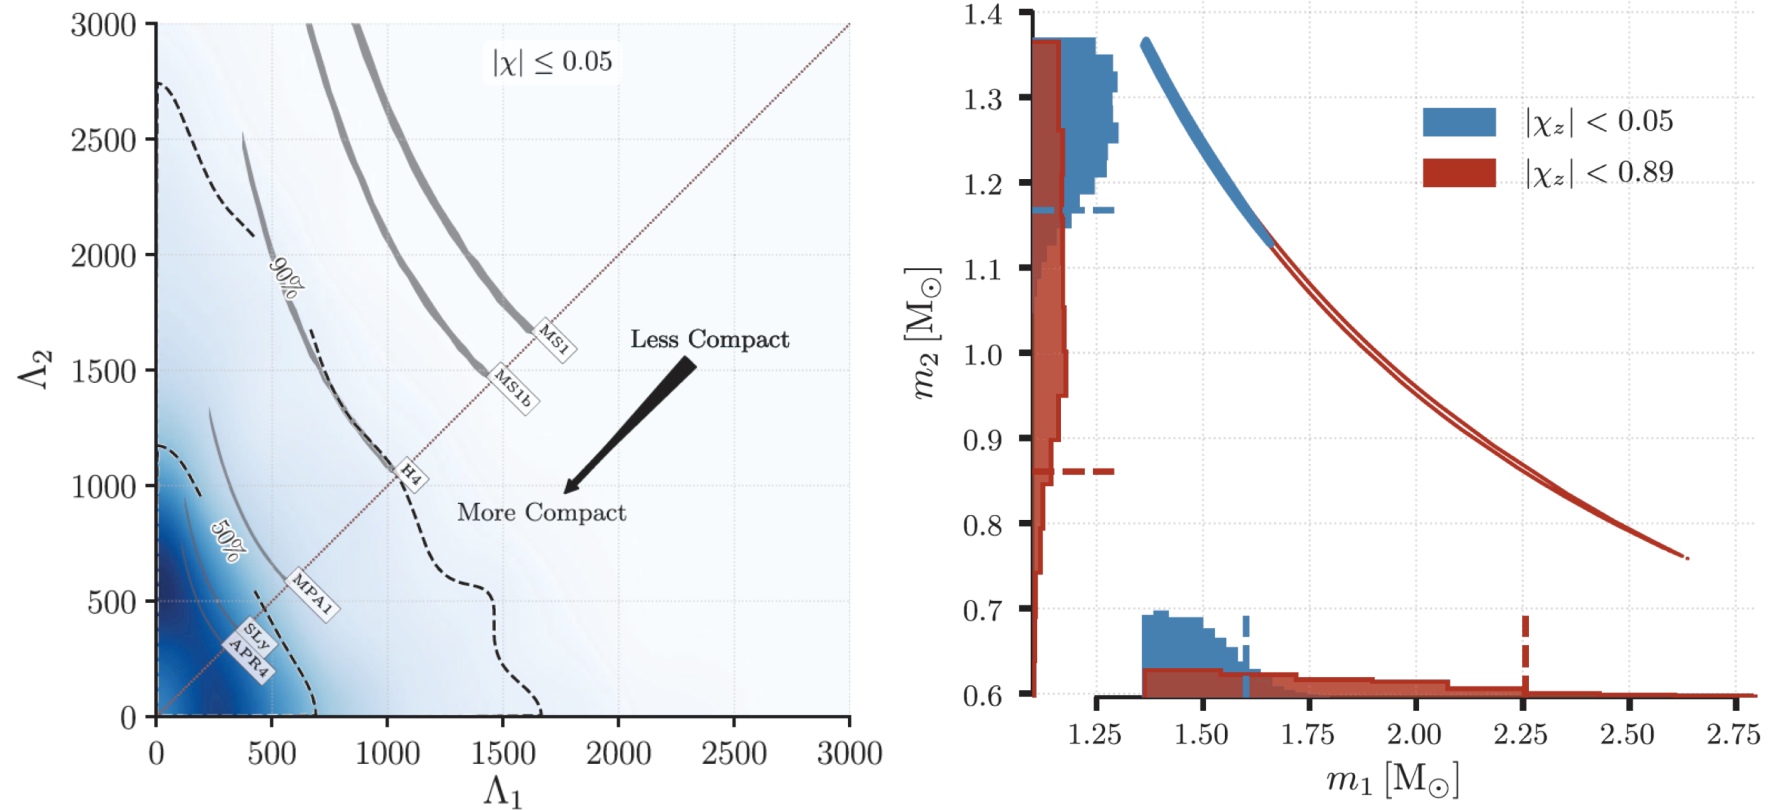 3000
2500
2000
1500
1000
500
0
Λ₂
|χ| ≤ 0.05
90%
50%
MS1
MS1b
H4
MPA1
SLy
APR4
Less Compact
More Compact
0 500 1000 1500 2000 2500 3000
Λ₁
1.4
1.3
1.2
1.1
1.0
0.9
0.8
0.7
0.6
m₂ [M⊙]
|χ_z| < 0.05
|χ_z| < 0.89
1.25 1.50 1.75 2.00 2.25 2.50 2.75
m₁ [M⊙]